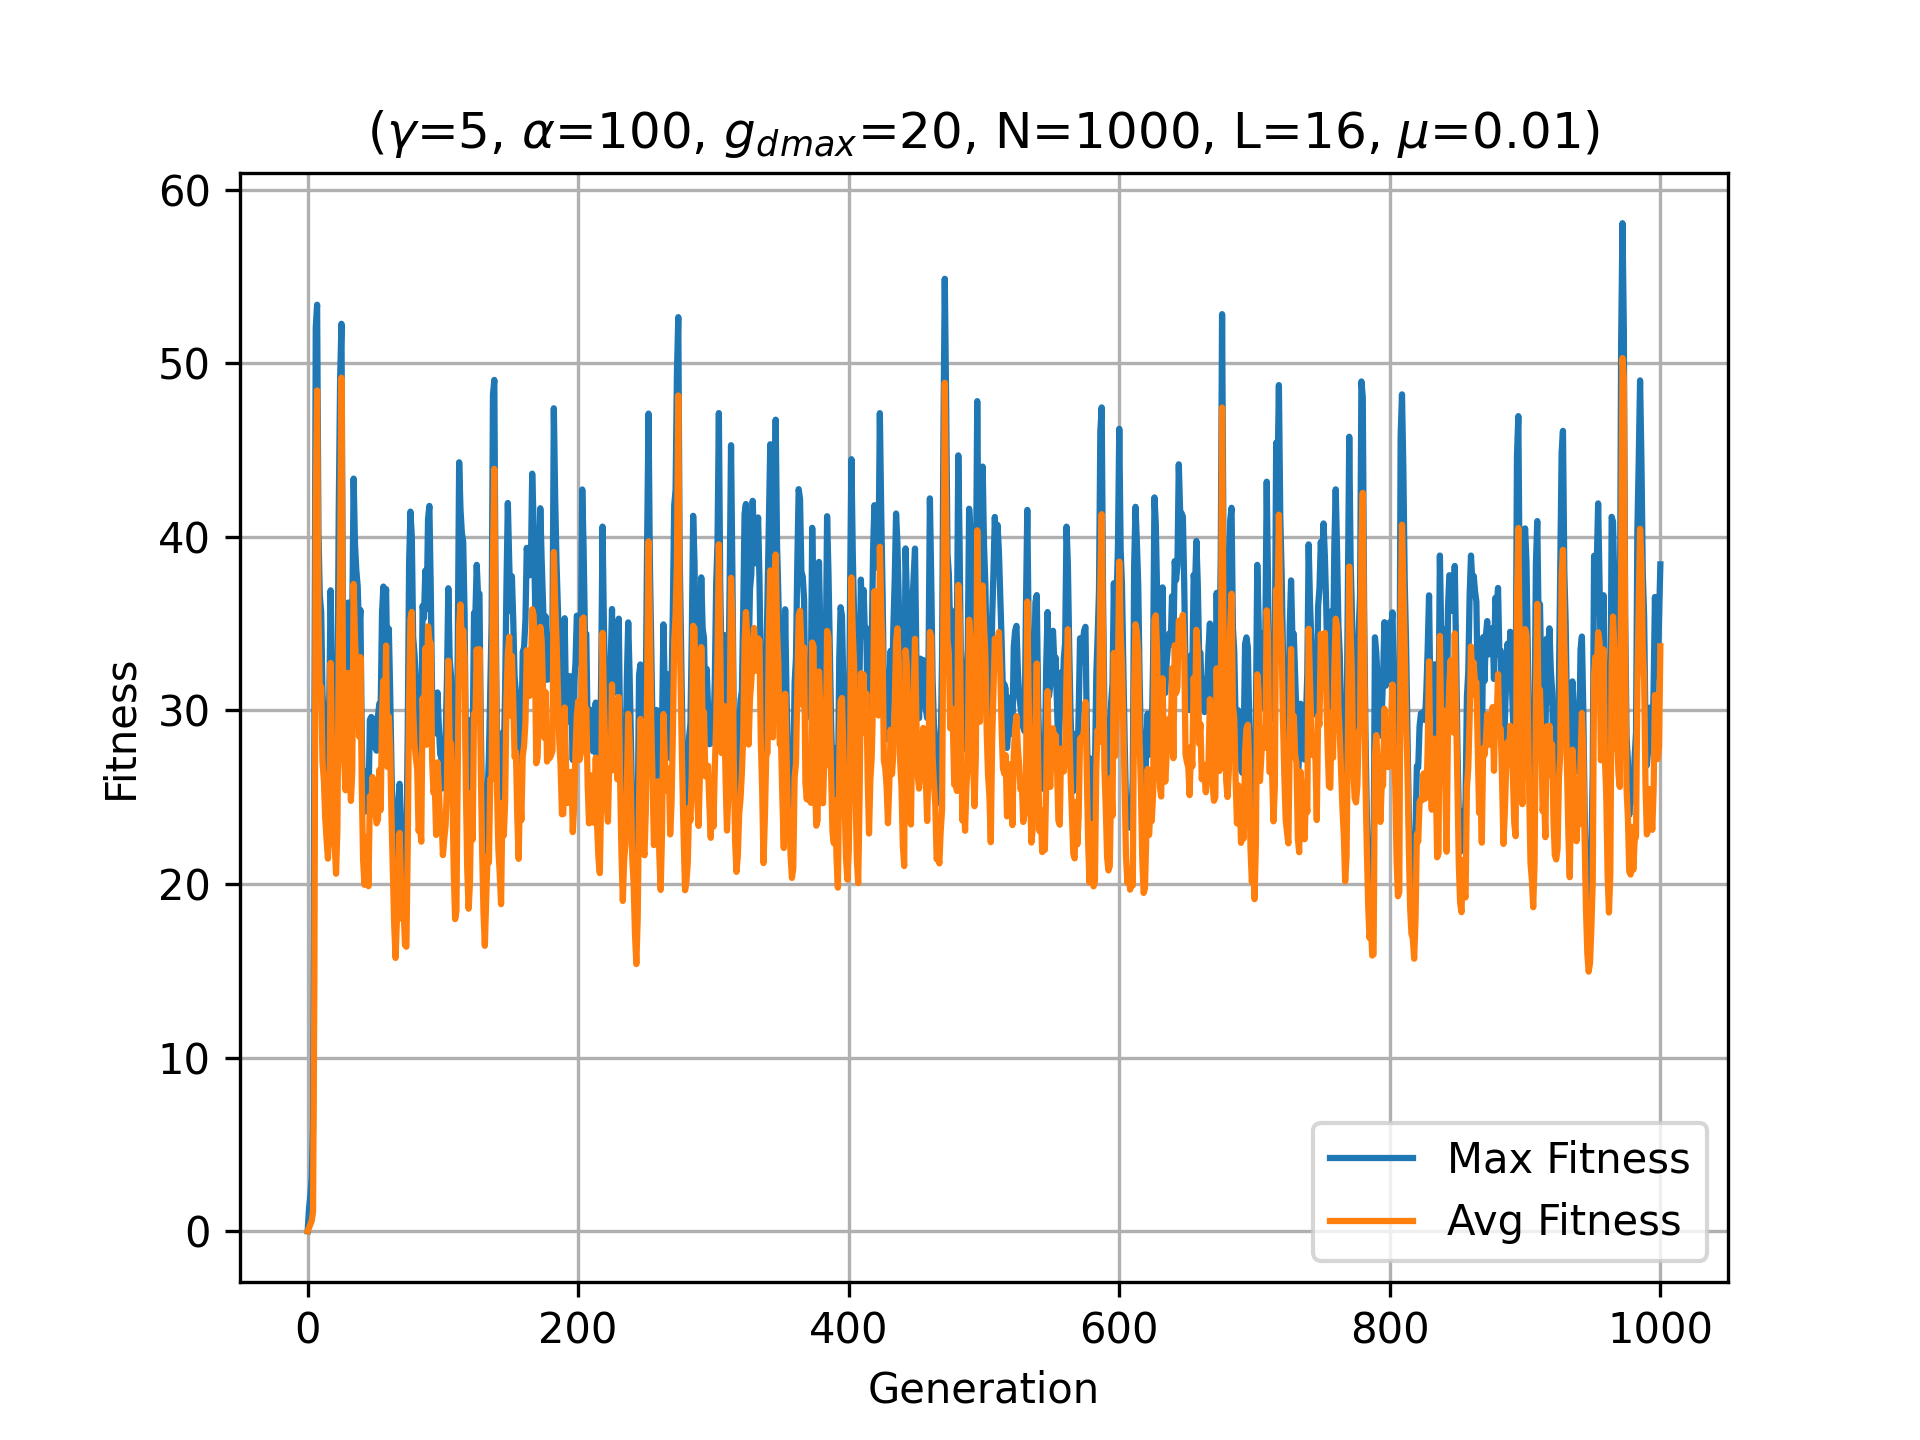 (γ=5, α=100, g_dmax=20, N=1000, L=16, μ=0.01)
60
50
40
30
20
10
0
Fitness
Max Fitness
Avg Fitness
0 200 400 600 800 1000
Generation